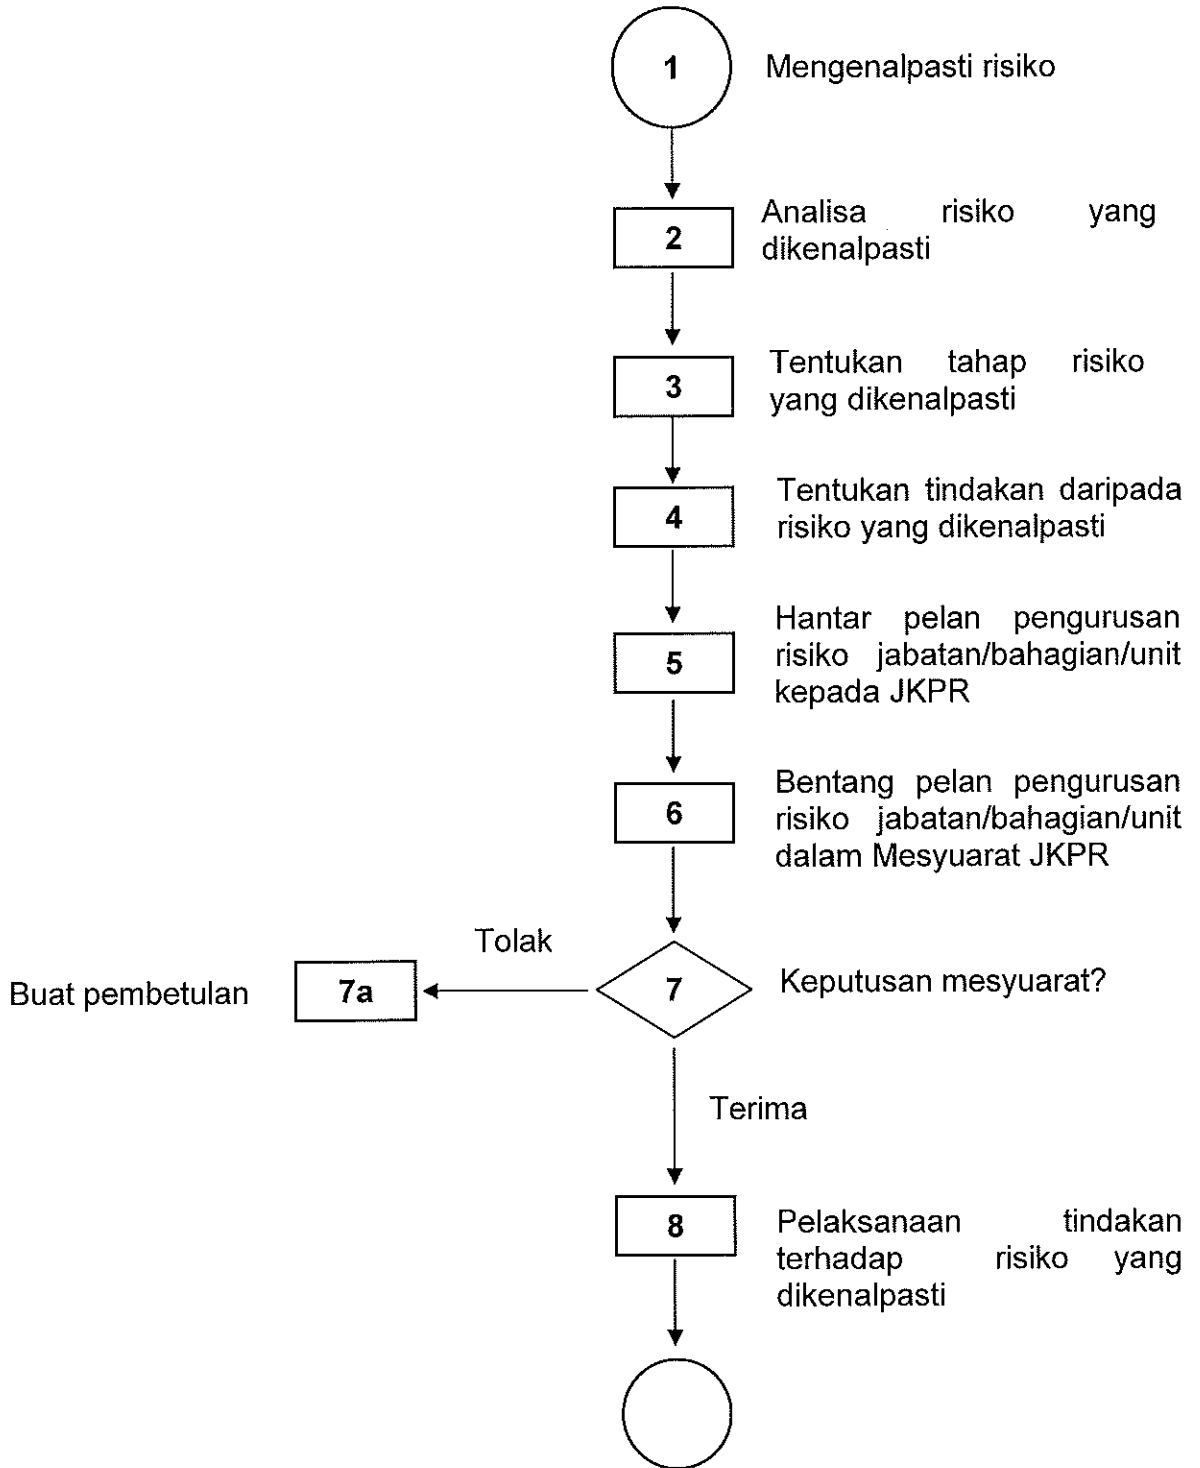 1
Mengenalpasti risiko
2
Analisa risiko yang
dikenalpasti
3
Tentukan tahap risiko
yang dikenalpasti
4
Tentukan tindakan daripada
risiko yang dikenalpasti
5
Hantar pelan pengurusan
risiko jabatan/bahagian/unit
kepada JKPR
6
Bentang pelan pengurusan
risiko jabatan/bahagian/unit
dalam Mesyuarat JKPR
Tolak
Buat pembetulan
7a
7
Keputusan mesyuarat?
Terima
8
Pelaksanaan tindakan
terhadap risiko yang
dikenalpasti